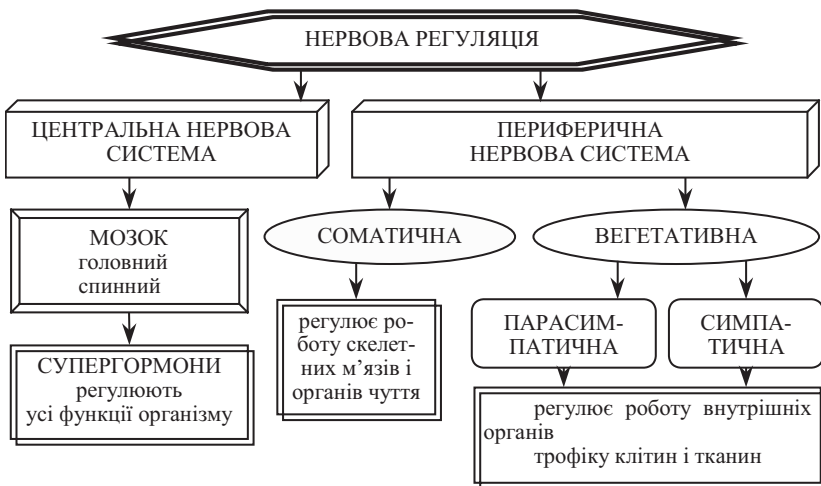 НЕРВОВА РЕГУЛЯЦІЯ
ЦЕНТРАЛЬНА НЕРВОВА
СИСТЕМА
ПЕРИФЕРИЧНА
НЕРВОВА СИСТЕМА
МОЗОК
головний
спинний
СОМАТИЧНА
ВЕГЕТАТИВНА
СУПЕРГОРМОНИ
регулюють
усі функції організму
регулює ро-
боту скелет-
них м’язів і
органів чуття
ПАРАСИМ-
ПАТИЧНА
СИМПА-
ТИЧНА
регулює роботу внутрішніх
органів
трофіку клітин і тканин